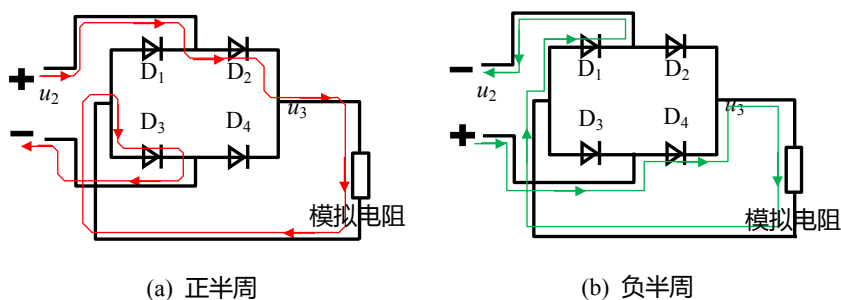 +
D₁
D₂
u₂
u₃
−
D₃
D₄
模拟电阻
(a) 正半周
−
D₁
D₂
u₂
u₃
+
D₃
D₄
模拟电阻
(b) 负半周